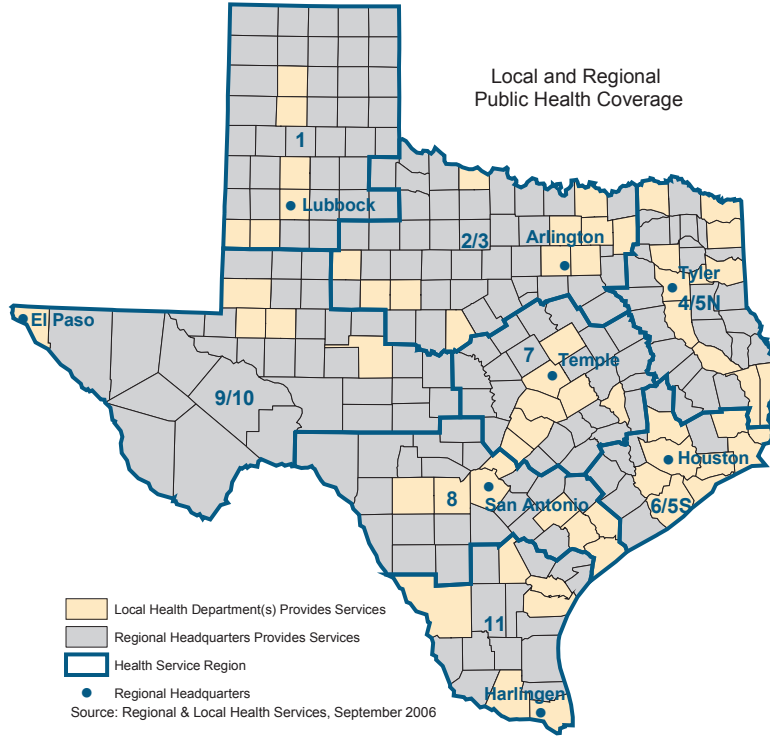 Local and Regional
Public Health Coverage
1
Lubbock
2/3
Arlington
Tyler
4/5N
El Paso
7
Temple
9/10
Houston
8
San Antonio
6/5S
11
Harlingen
Local Health Department(s) Provides Services
Regional Headquarters Provides Services
Health Service Region
Regional Headquarters
Source: Regional & Local Health Services, September 2006